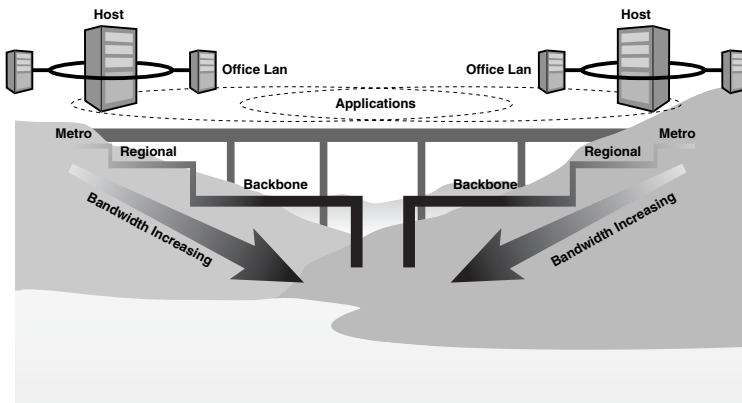 Host
Host
Office Lan
Office Lan
Applications
Metro
Metro
Regional
Regional
Backbone
Backbone
Bandwidth Increasing
Bandwidth Increasing